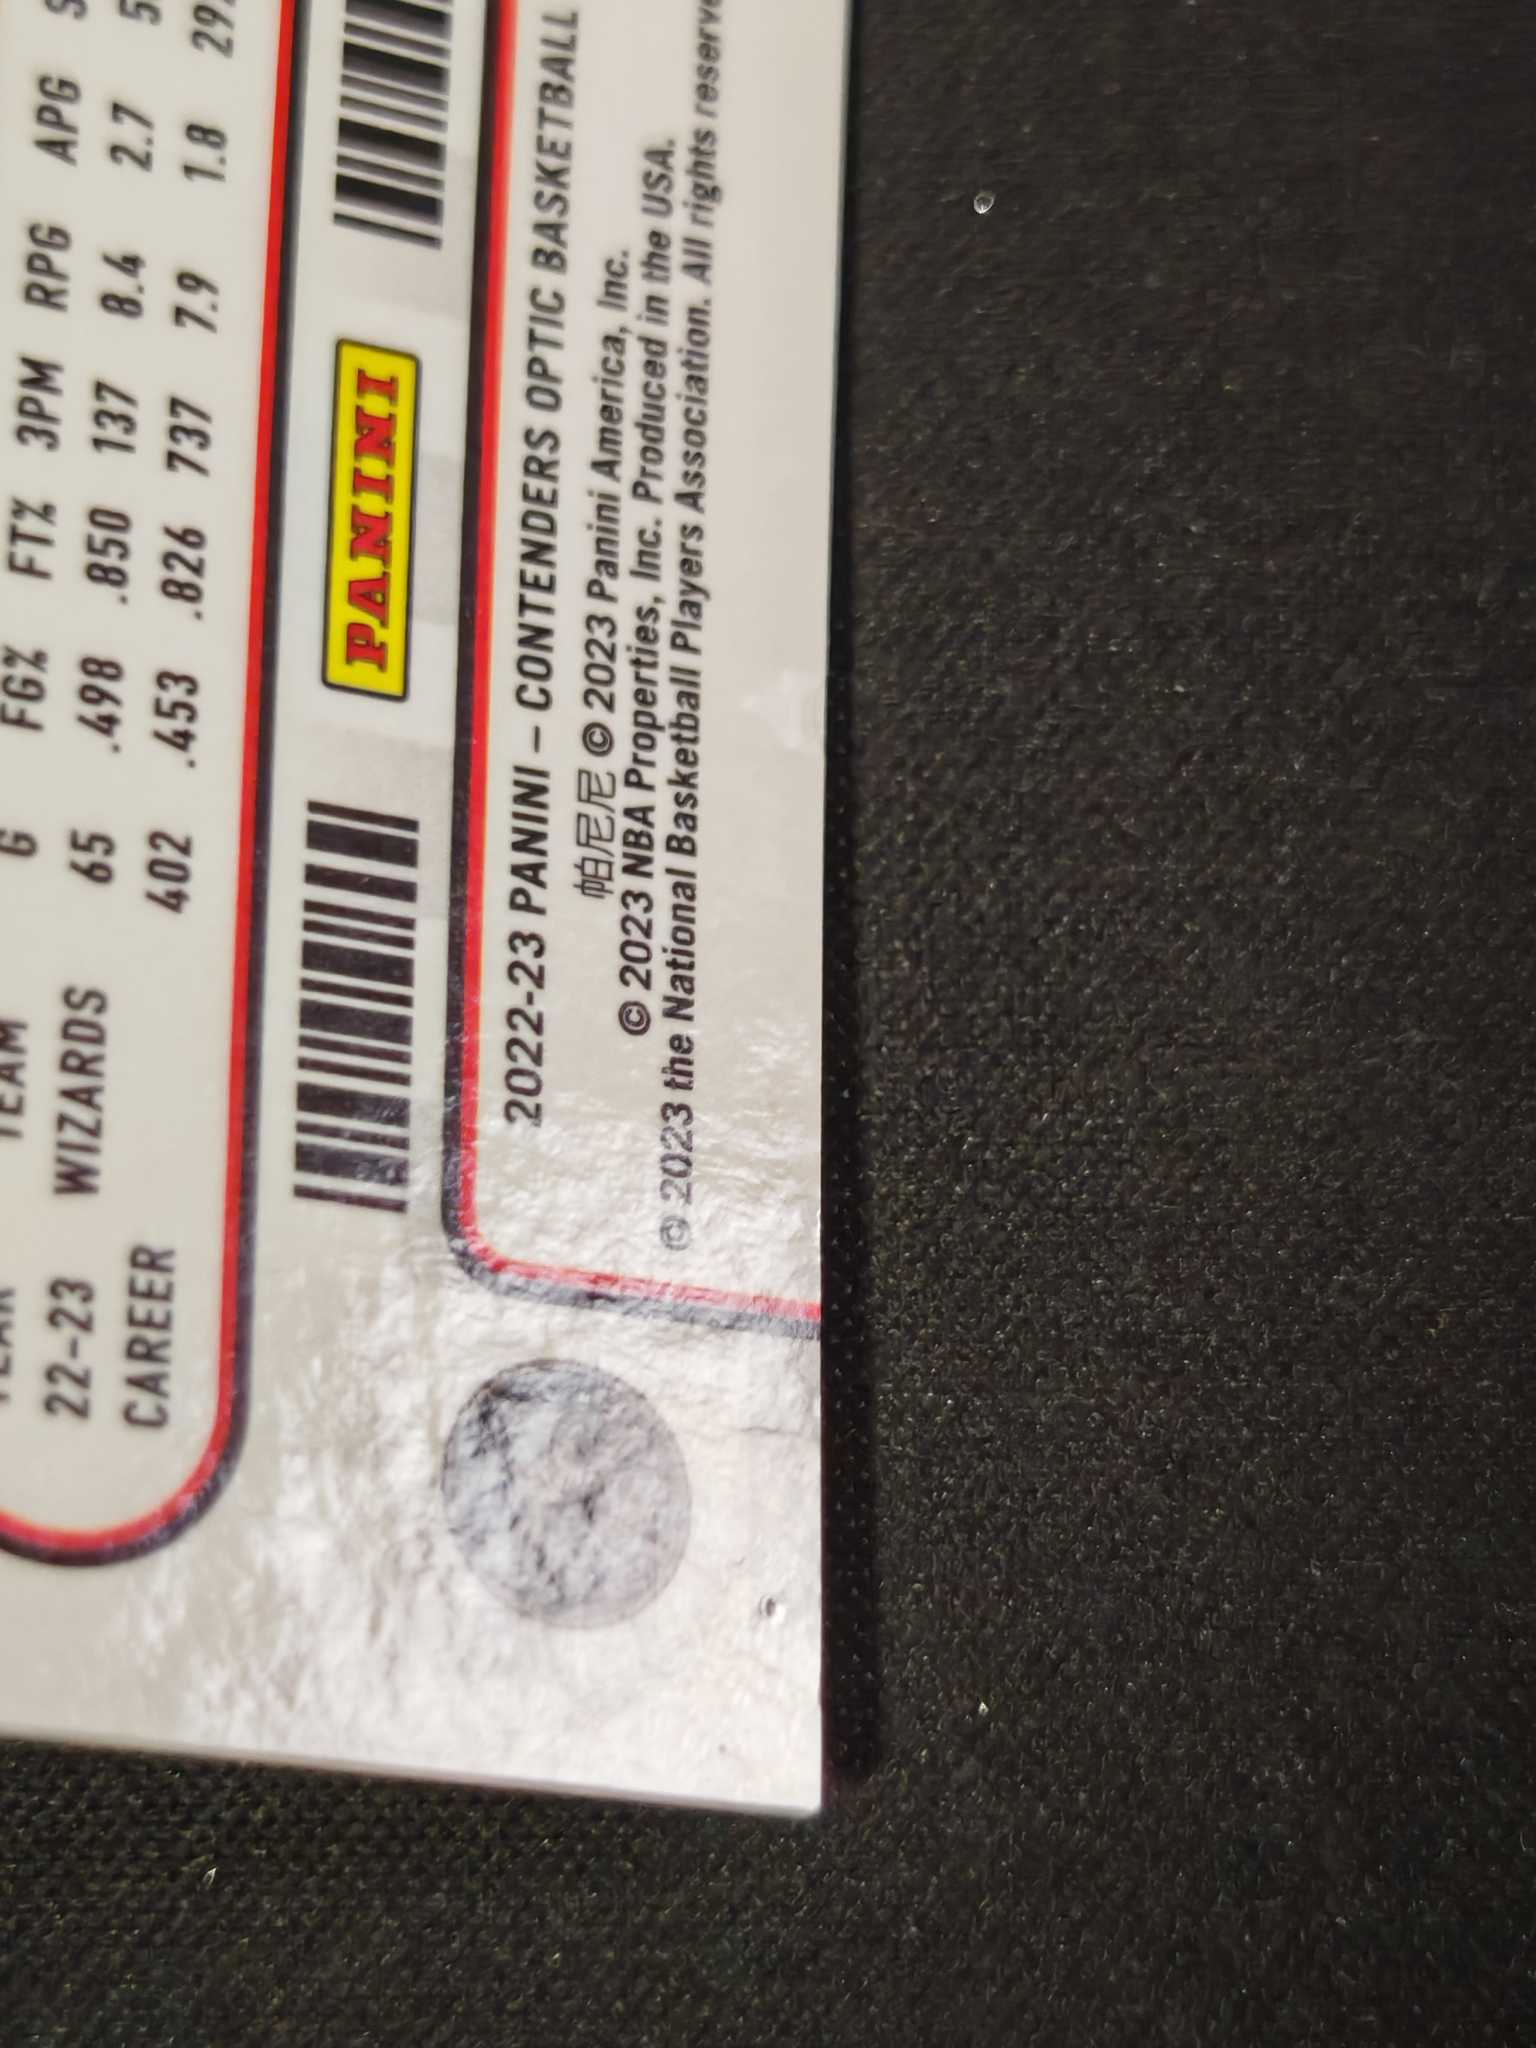 YEAR TEAM G FG% FT% 3PM RPG APG
22-23 WIZARDS 65 .498 .850 137 8.4 2.7
CAREER 402 .453 .826 737 7.9 1.8
PANINI
2022-23 PANINI – CONTENDERS OPTIC BASKETBALL
帕尼尼 © 2023 Panini America, Inc.
© 2023 NBA Properties, Inc. Produced in the USA.
© 2023 the National Basketball Players Association. All rights